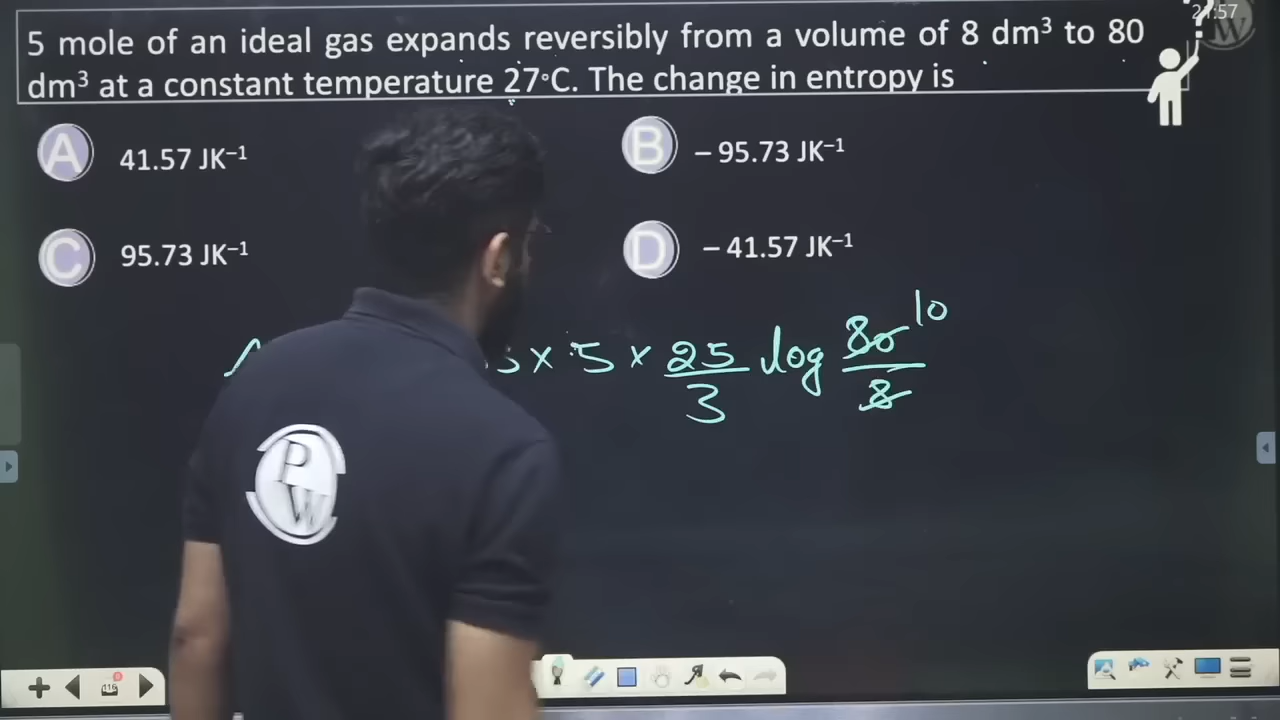 21:57
5 mole of an ideal gas expands reversibly from a volume of 8 dm³ to 80
dm³ at a constant temperature 27°C. The change in entropy is
A 41.57 JK⁻¹
B – 95.73 JK⁻¹
C 95.73 JK⁻¹
D – 41.57 JK⁻¹
× 5 × 25/3 log 80/8 10
PW